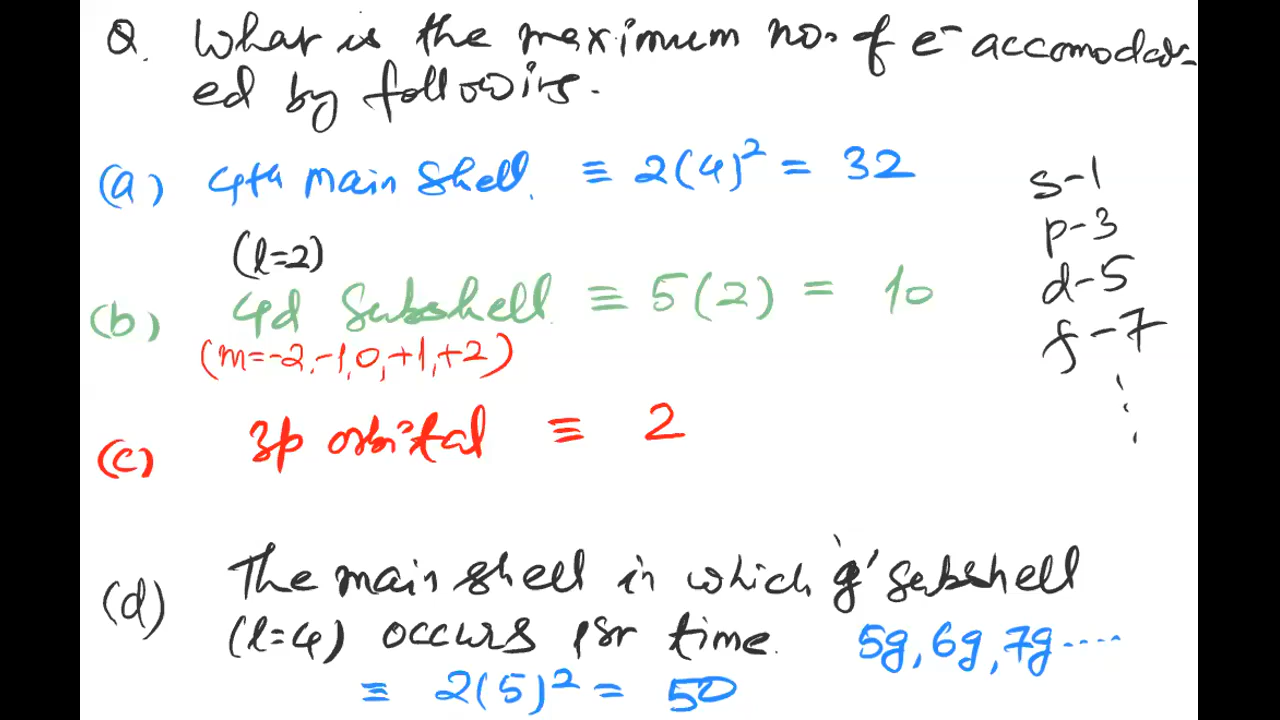 Q. What is the maximum no. of e⁻ accomodat-
ed by followirs.
(a) 4th main shell. ≡ 2(4)² = 32
s-1
p-3
d-5
f-7
(l=2)
(b) 4d Subshell ≡ 5(2) = 10
(m=-2,-1,0,+1,+2)
(c) 3p orbital ≡ 2
(d) The main shell in which 'g' subshell
(l=4) occurs 1st time. 5g, 6g, 7g.....
≡ 2(5)² = 50